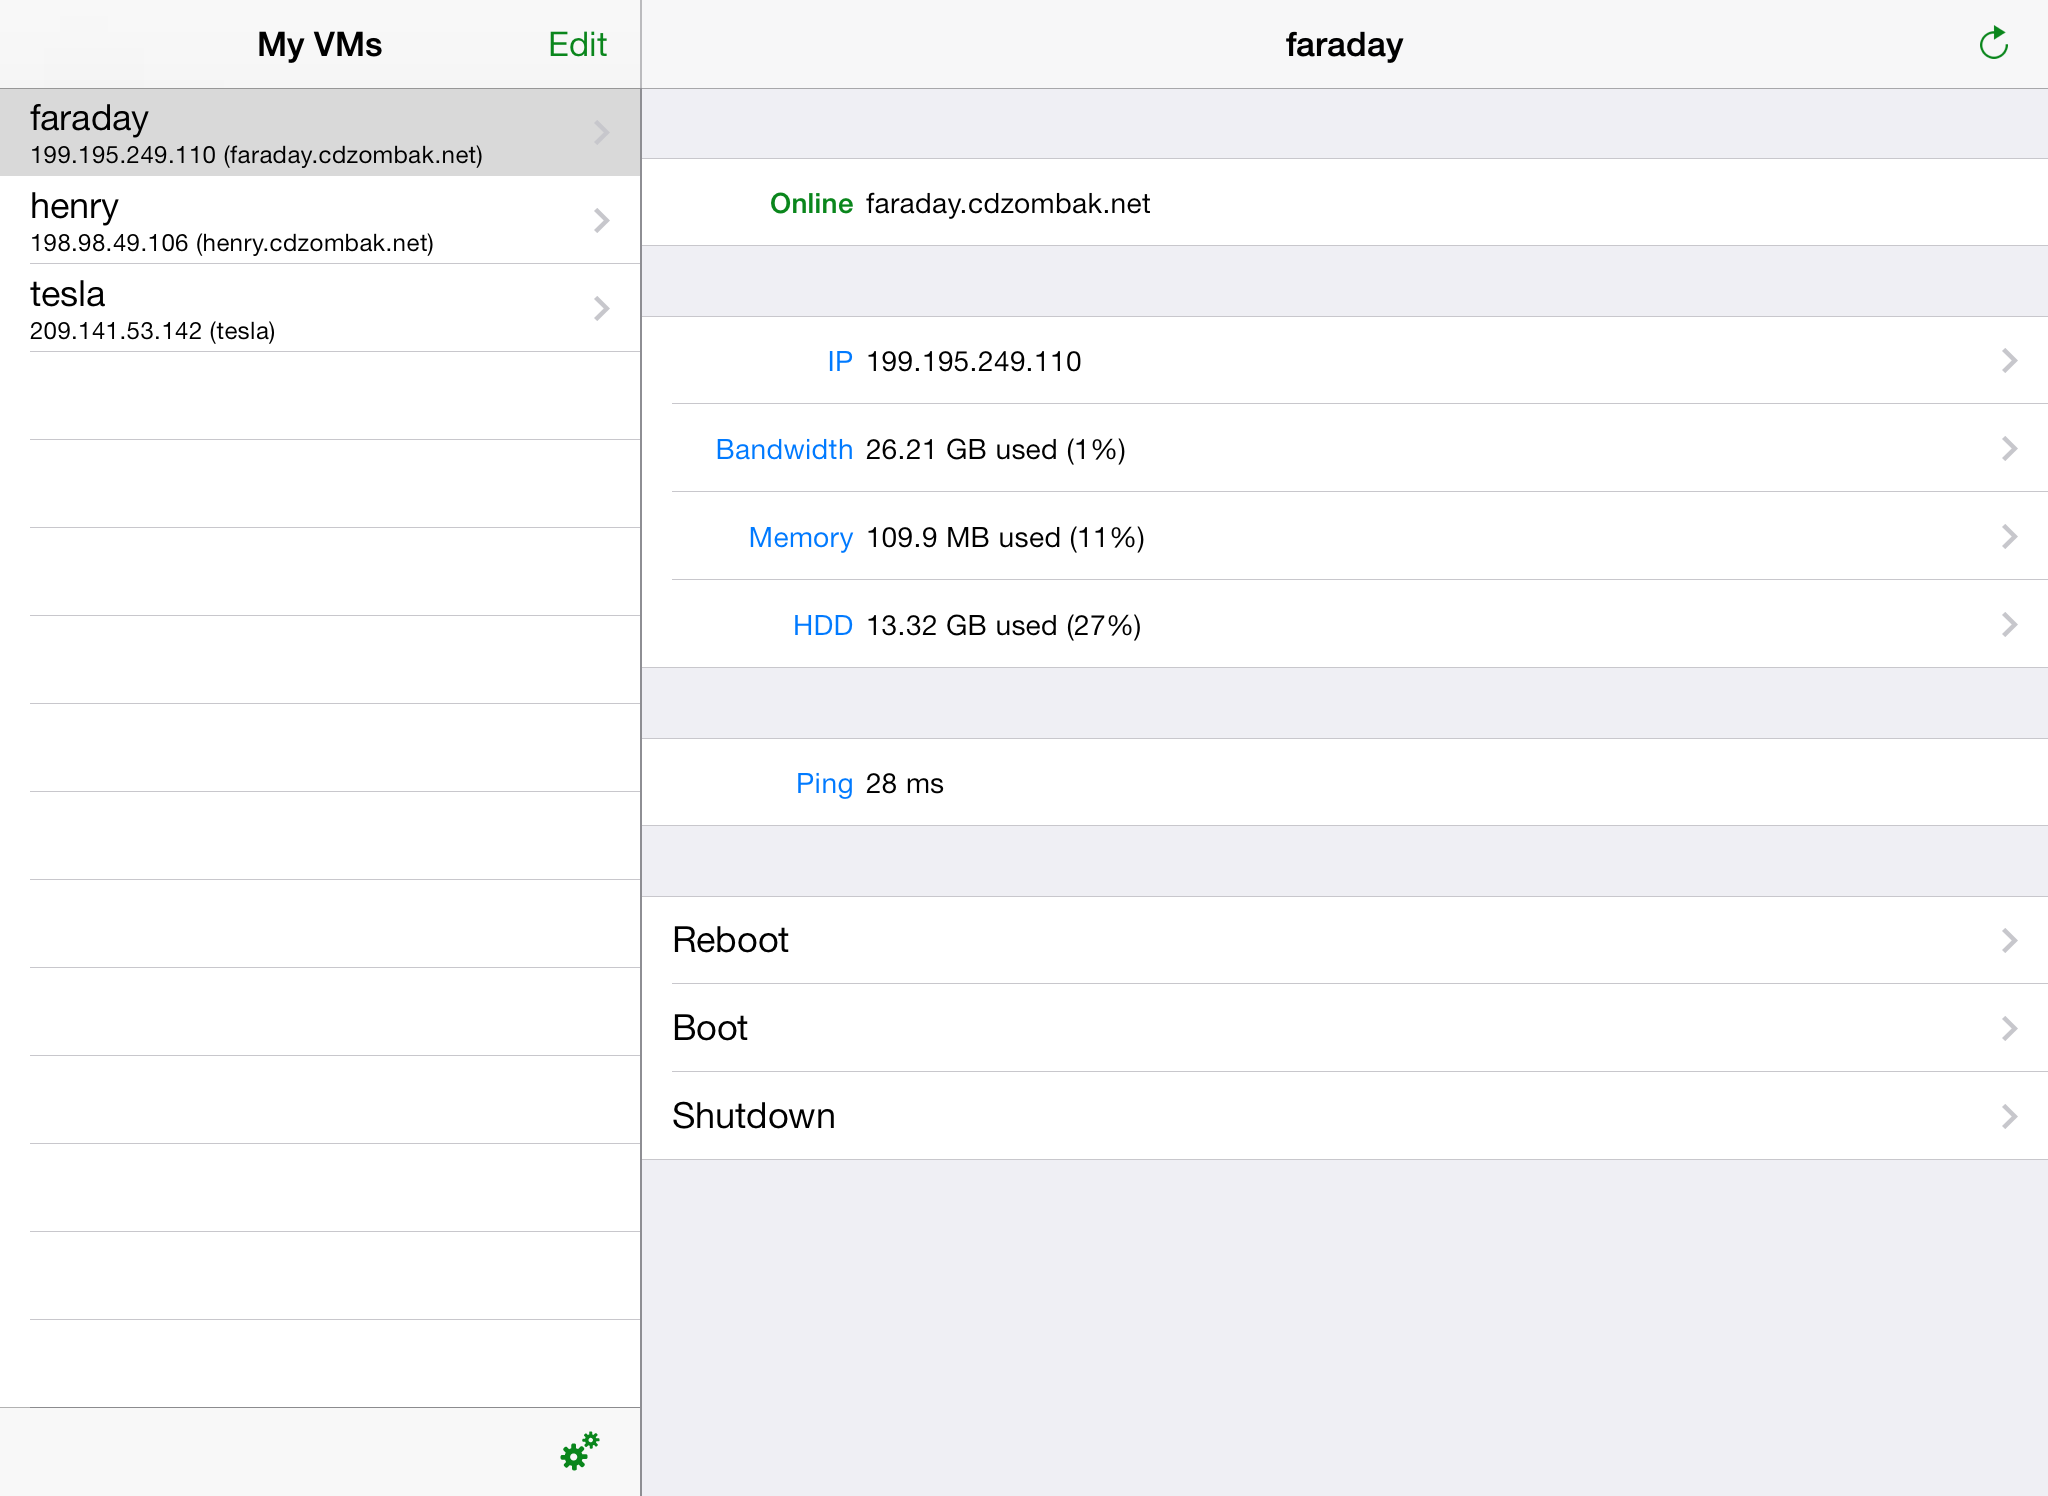 My VMs
Edit
faraday
199.195.249.110 (faraday.cdzombak.net)
henry
198.98.49.106 (henry.cdzombak.net)
tesla
209.141.53.142 (tesla)
faraday
Online faraday.cdzombak.net
IP 199.195.249.110
Bandwidth 26.21 GB used (1%)
Memory 109.9 MB used (11%)
HDD 13.32 GB used (27%)
Ping 28 ms
Reboot
Boot
Shutdown